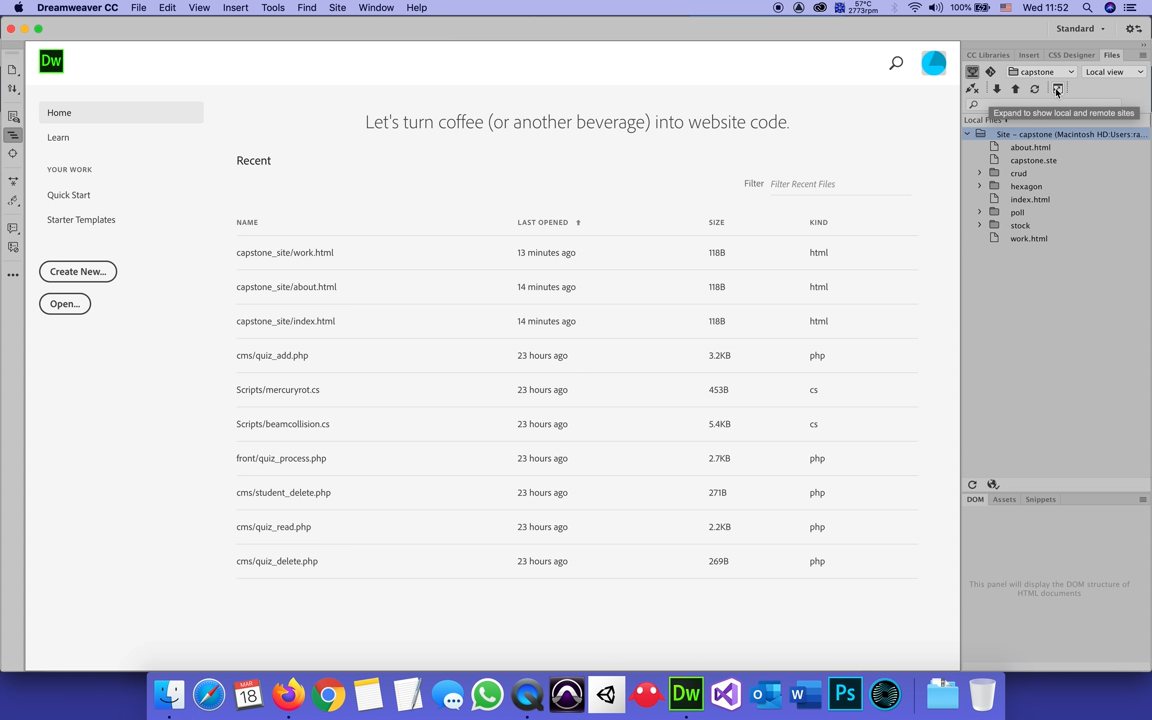 Dreamweaver CC File Edit View Insert Tools Find Site Window Help 57°C 2773rpm 100% Wed 11:52
Standard
Dw
CC Libraries Insert CSS Designer Files
capstone Local view
Expand to show local and remote sites
Local Files
Home
Learn
YOUR WORK
Quick Start
Starter Templates
Create New...
Open...
Let's turn coffee (or another beverage) into website code.
Recent
Filter Filter Recent Files
NAME LAST OPENED SIZE KIND
capstone_site/work.html 13 minutes ago 118B html
capstone_site/about.html 14 minutes ago 118B html
capstone_site/index.html 14 minutes ago 118B html
cms/quiz_add.php 23 hours ago 3.2KB php
Scripts/mercuryrot.cs 23 hours ago 453B cs
Scripts/beamcollision.cs 23 hours ago 5.4KB cs
front/quiz_process.php 23 hours ago 2.7KB php
cms/student_delete.php 23 hours ago 271B php
cms/quiz_read.php 23 hours ago 2.2KB php
cms/quiz_delete.php 23 hours ago 269B php
Site - capstone (Macintosh HD:Users:ra...
about.html
capstone.ste
crud
hexagon
index.html
poll
stock
work.html
DOM Assets Snippets
This panel will display the DOM structure of
HTML documents
MAR
18
Dw
Ps